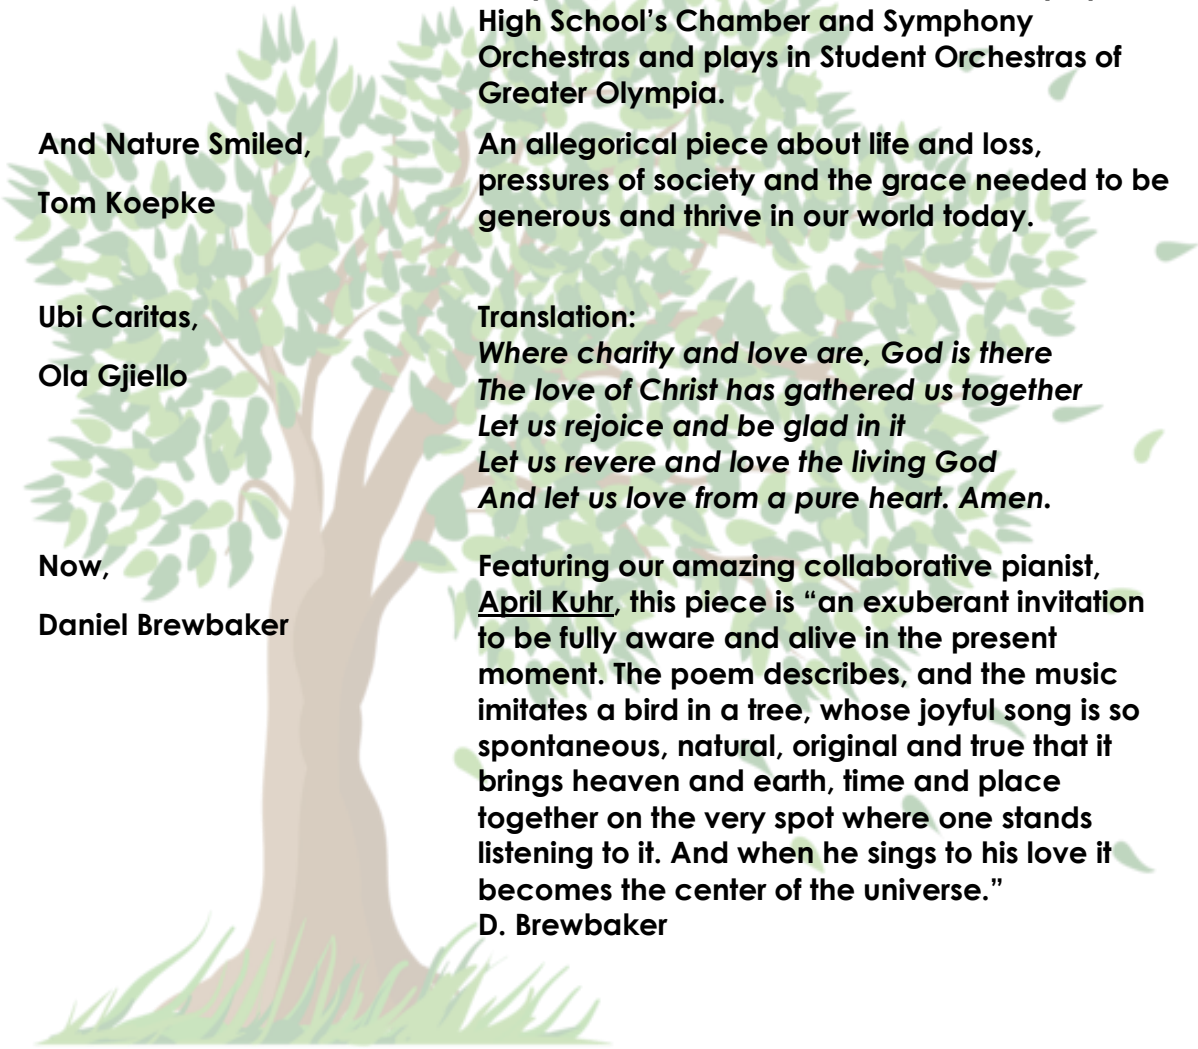 High School’s Chamber and Symphony
Orchestras and plays in Student Orchestras of
Greater Olympia.
And Nature Smiled,
Tom Koepke
An allegorical piece about life and loss,
pressures of society and the grace needed to be
generous and thrive in our world today.
Ubi Caritas,
Ola Gjiello
Translation:
Where charity and love are, God is there
The love of Christ has gathered us together
Let us rejoice and be glad in it
Let us revere and love the living God
And let us love from a pure heart. Amen.
Now,
Daniel Brewbaker
Featuring our amazing collaborative pianist,
April Kuhr, this piece is “an exuberant invitation
to be fully aware and alive in the present
moment. The poem describes, and the music
imitates a bird in a tree, whose joyful song is so
spontaneous, natural, original and true that it
brings heaven and earth, time and place
together on the very spot where one stands
listening to it. And when he sings to his love it
becomes the center of the universe.”
D. Brewbaker